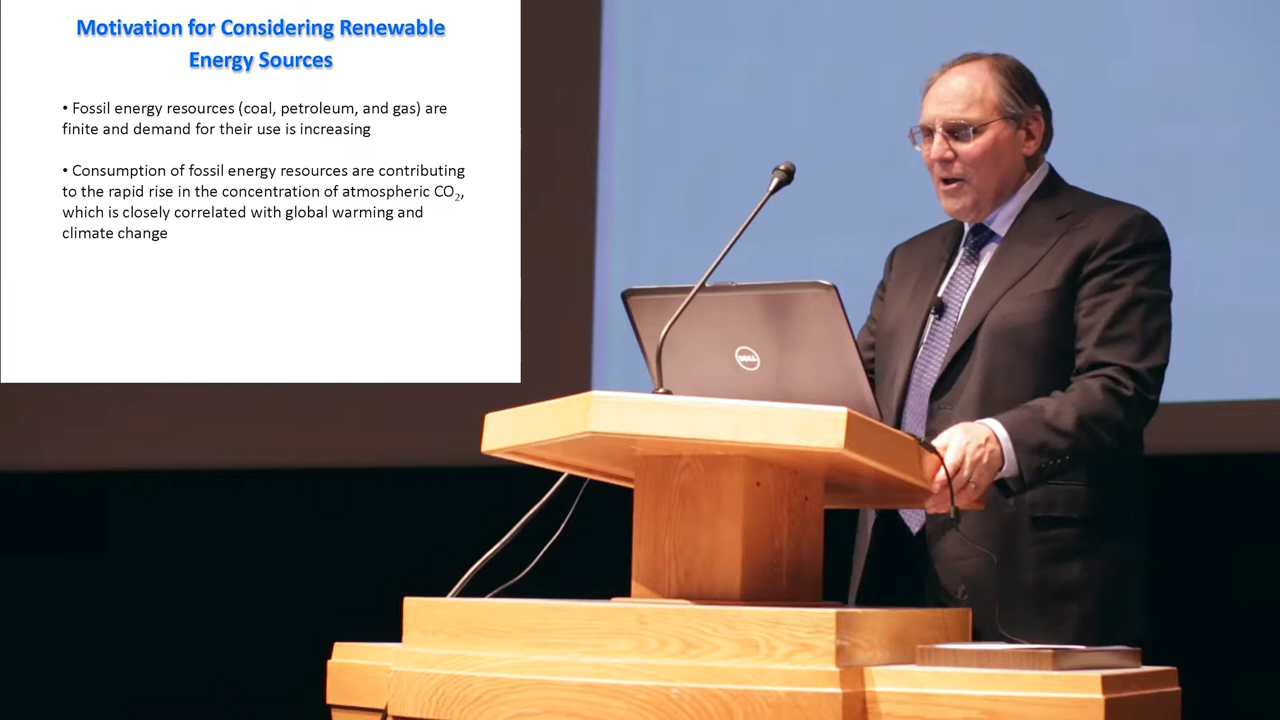 Motivation for Considering Renewable
Energy Sources
• Fossil energy resources (coal, petroleum, and gas) are
finite and demand for their use is increasing
• Consumption of fossil energy resources are contributing
to the rapid rise in the concentration of atmospheric CO₂,
which is closely correlated with global warming and
climate change
DELL